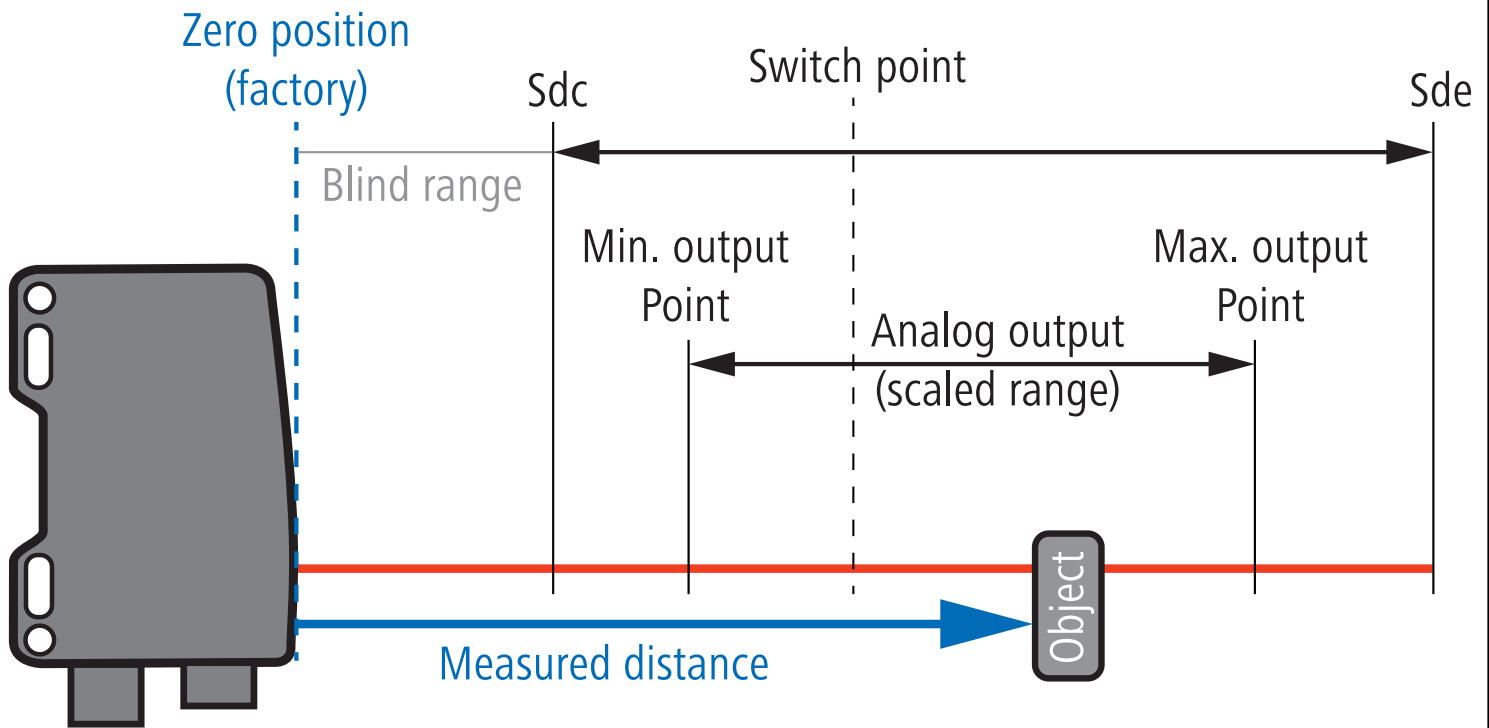 Zero position
(factory)
Sdc
Switch point
Sde
Blind range
Min. output
Point
Max. output
Point
Analog output
(scaled range)
Object
Measured distance